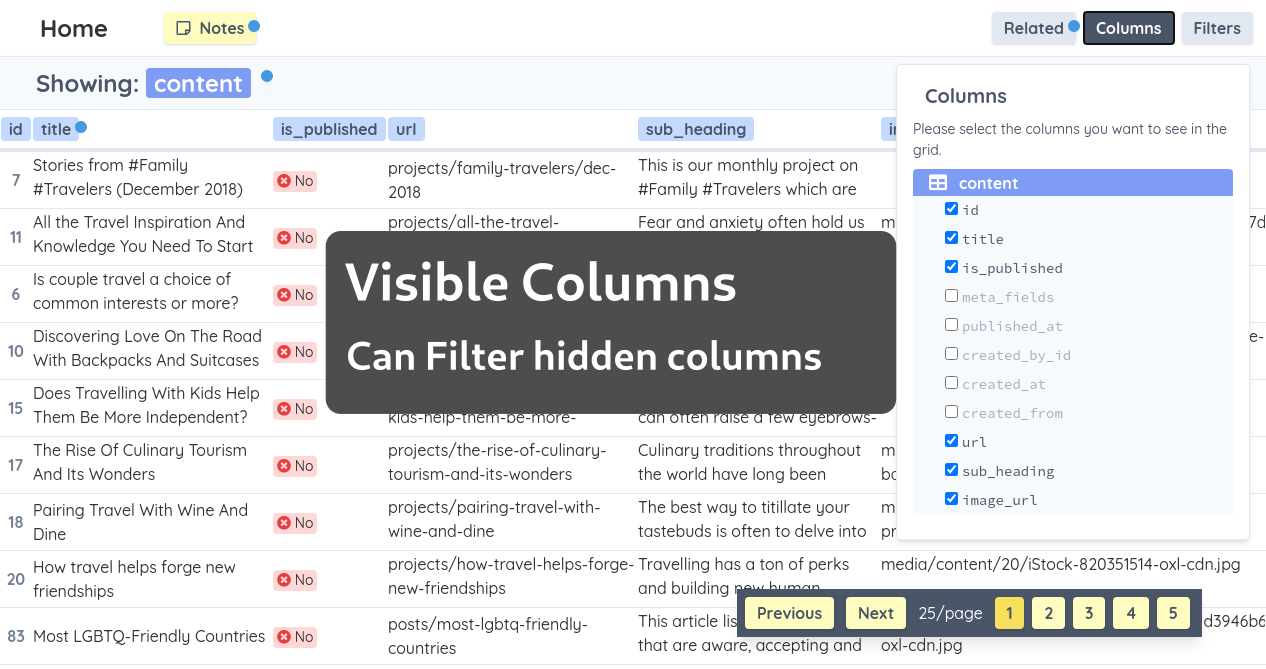 Home
Notes
Related
Columns
Filters
Showing: content
id
title
is_published
url
sub_heading
Columns
Please select the columns you want to see in the
grid.
content
id
title
is_published
meta_fields
published_at
created_by_id
created_at
created_from
url
sub_heading
image_url
7
Stories from #Family
#Travelers (December 2018)
No
projects/family-travelers/dec-
2018
This is our monthly project on
#Family #Travelers which are
11
All the Travel Inspiration And
Knowledge You Need To Start
No
projects/all-the-travel-
Fear and anxiety often hold us
6
Is couple travel a choice of
common interests or more?
No
10
Discovering Love On The Road
With Backpacks And Suitcases
No
15
Does Travelling With Kids Help
Them Be More Independent?
No
kids-help-them-be-more-
can often raise a few eyebrows-
Visible Columns
Can Filter hidden columns
17
The Rise Of Culinary Tourism
And Its Wonders
No
projects/the-rise-of-culinary-
tourism-and-its-wonders
Culinary traditions throughout
the world have long been
18
Pairing Travel With Wine And
Dine
No
projects/pairing-travel-with-
wine-and-dine
The best way to titillate your
tastebuds is often to delve into
20
How travel helps forge new
friendships
No
projects/how-travel-helps-forge-
new-friendships
Travelling has a ton of perks
and building new human
media/content/20/iStock-820351514-oxl-cdn.jpg
83
Most LGBTQ-Friendly Countries
No
posts/most-lgbtq-friendly-
countries
This article
that are aware, accepting and
d3946b6
oxl-cdn.jpg
Previous
Next
25/page
1
2
3
4
5